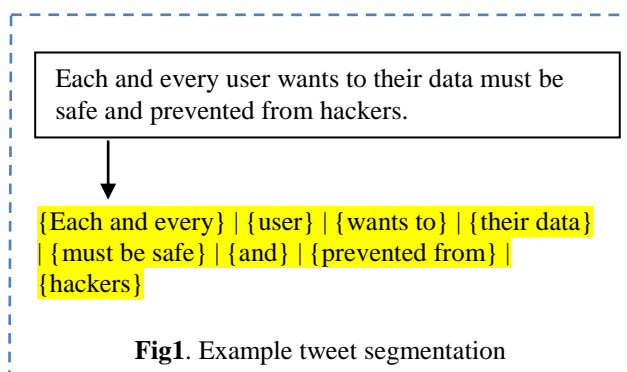 Each and every user wants to their data must be
safe and prevented from hackers.
{Each and every} | {user} | {wants to} | {their data}
| {must be safe} | {and} | {prevented from} |
{hackers}
Fig1. Example tweet segmentation